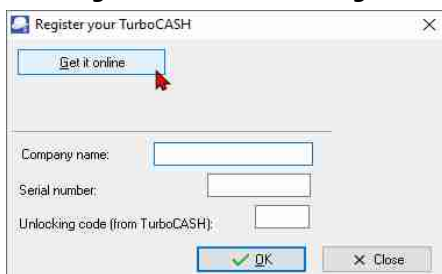 Register your TurboCASH
Get it online
Company name:
Serial number:
Unlocking code (from TurboCASH):
OK
Close